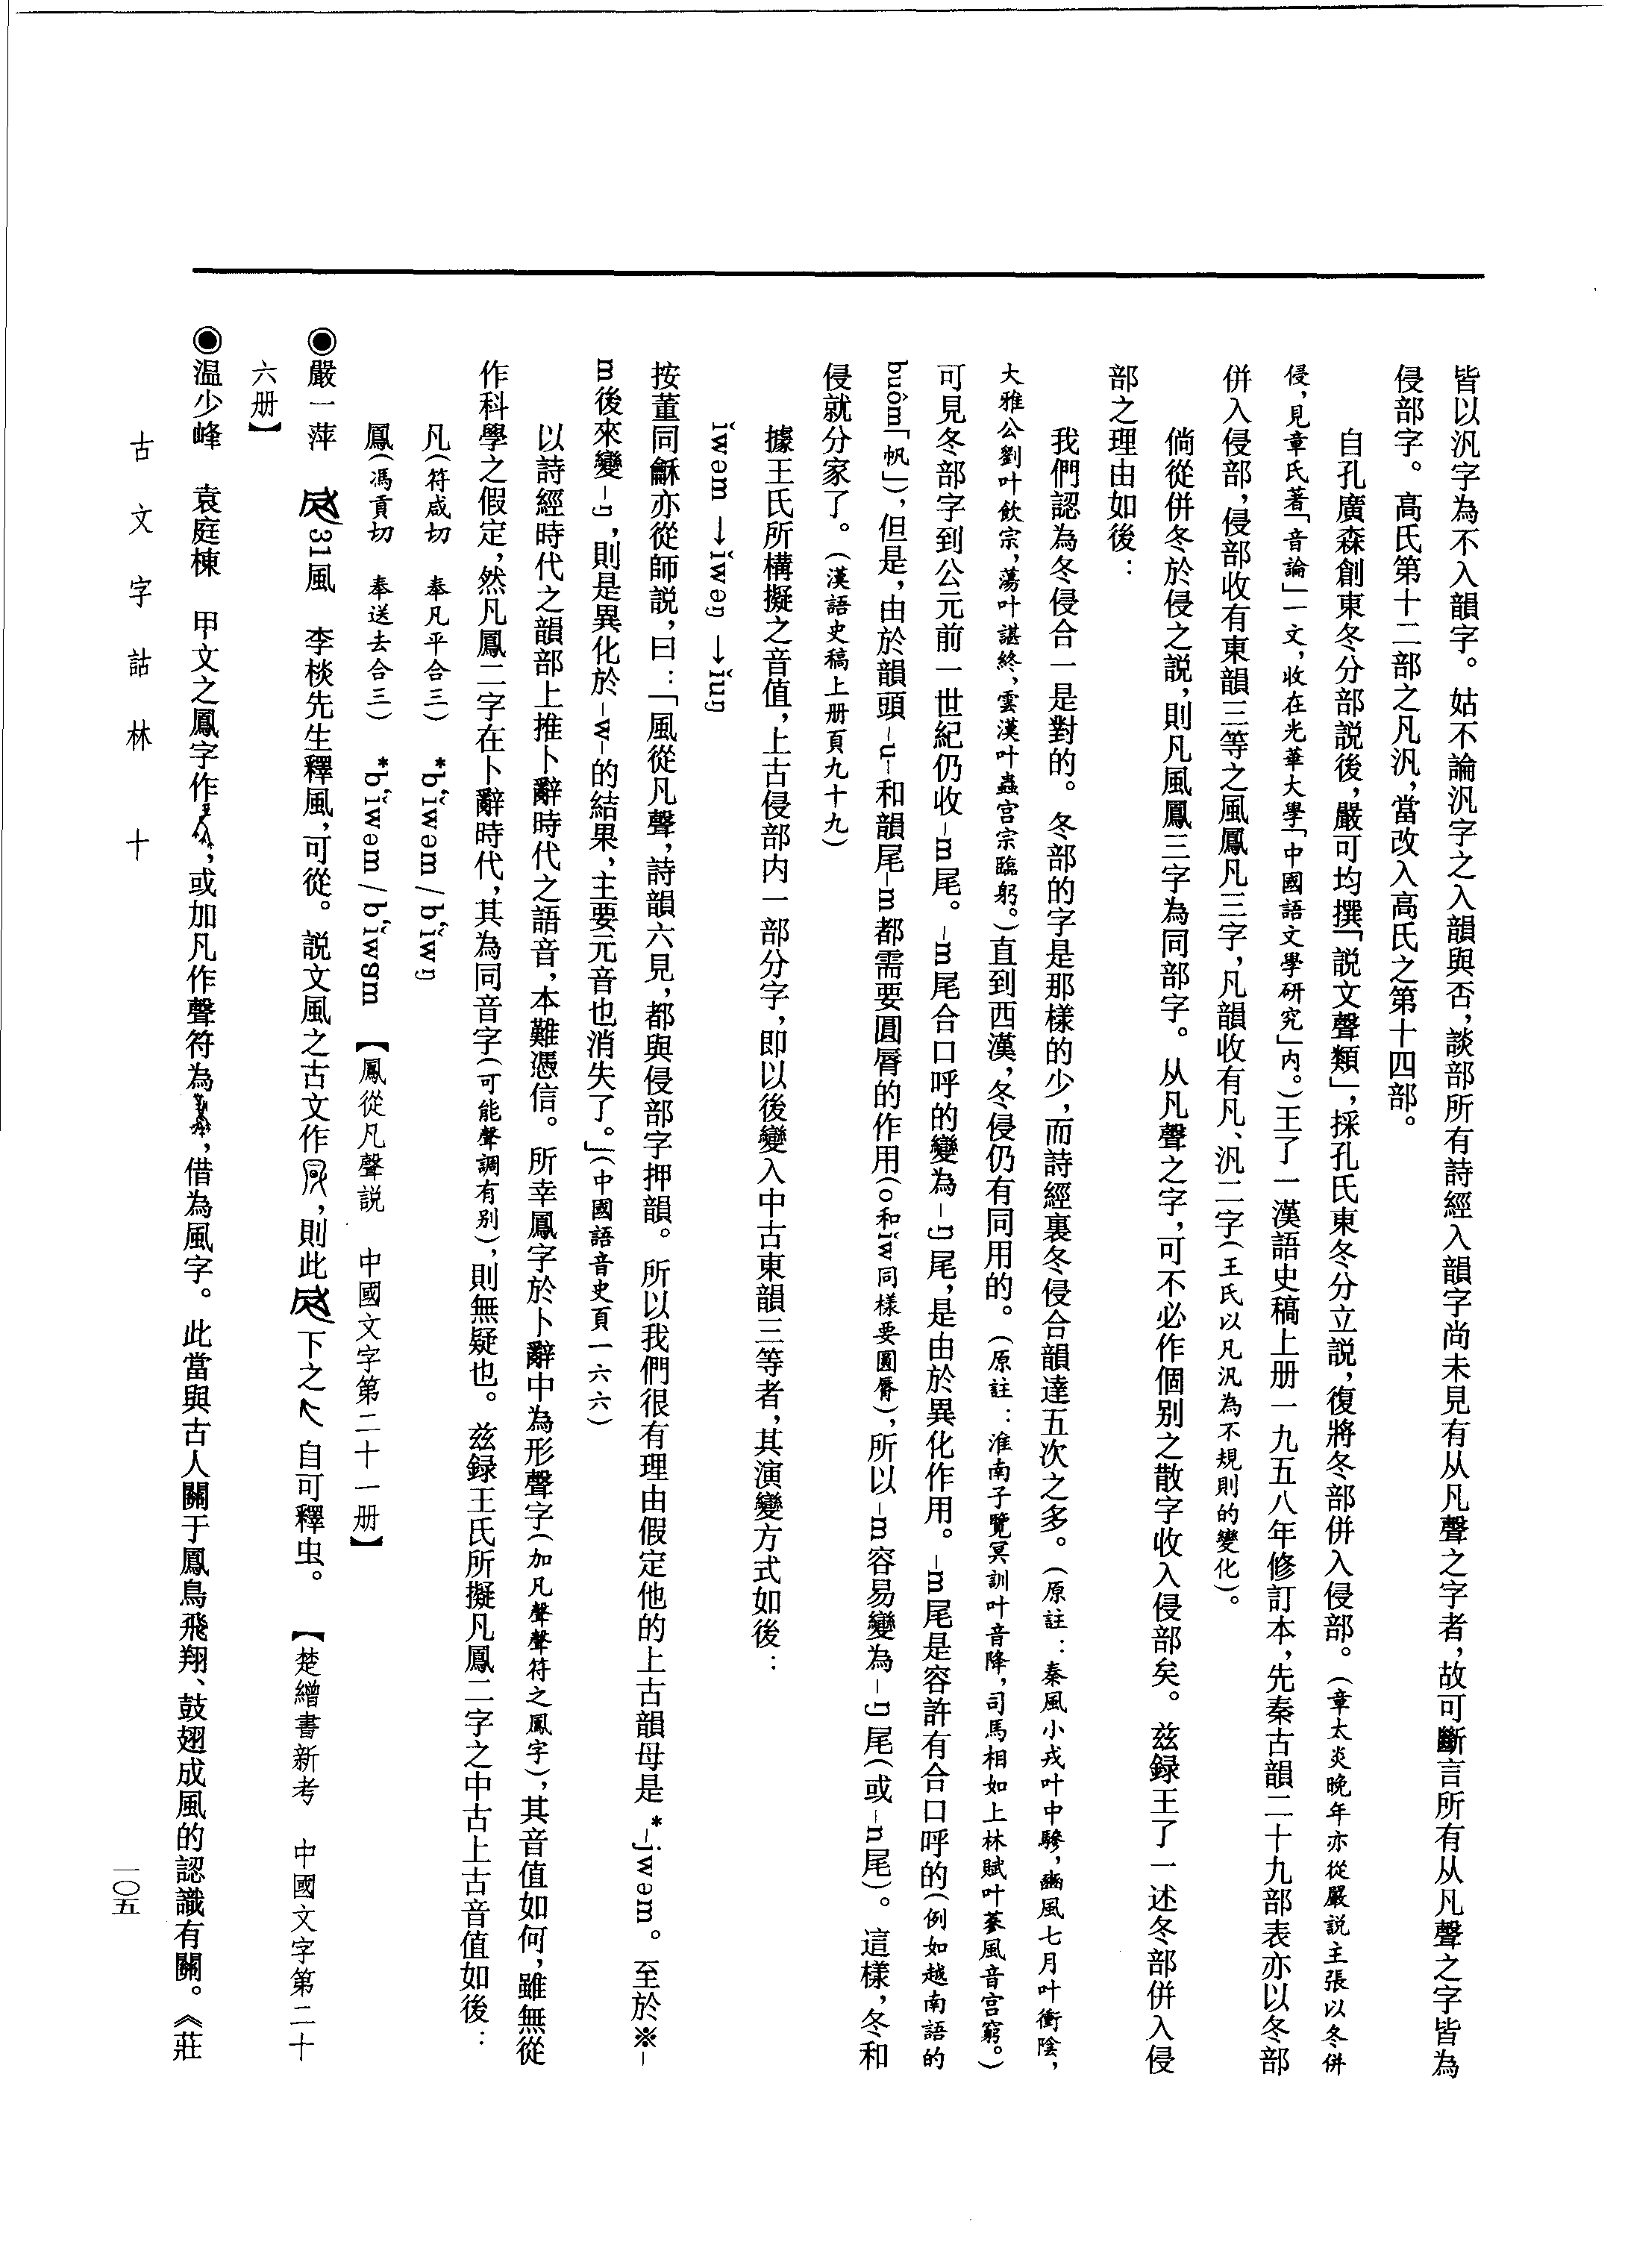 皆以汎字為不入韻字。姑不論汎字之入韻與否，談部所有詩經入韻字尚未見有从凡聲之字者，故可斷言所有从凡聲之字皆為
侵部字。高氏第十二部之凡汎，當改入高氏之第十四部。
自孔廣森創東冬分部説後，嚴可均撰「説文聲類」，採孔氏東冬分立説，復將冬部併入侵部。（章太炎晚年亦從嚴説主張以冬併
侵，見章氏著「音論」一文，收在光華大學「中國語文學研究」内。）王了一漢語史稿上册一九五八年修訂本，先秦古韻二十九部表亦以冬部
併入侵部，侵部收有東韻三等之風鳳凡三字，凡韻收有凡、汎二字（王氏以凡汎為不規則的變化）。
倘從併冬於侵之説，則凡風鳳三字為同部字。从凡聲之字，可不必作個别之散字收入侵部矣。兹録王了一述冬部併入侵
部之理由如後：
我們認為冬侵合一是對的。冬部的字是那樣的少，而詩經裏冬侵合韻達五次之多。（原註：秦風小戎叶中驂，豳風七月叶衝陰，
大雅公劉叶飲宗，蕩叶諶終，雲漢叶蟲宫宗臨躬。）直到西漢，冬侵仍有同用的。（原註：淮南子覽冥訓叶音降，司馬相如上林賦叶蔘風音宫窮。）
可見冬部字到公元前一世紀仍收-m尾。-m尾合口呼的變為-ŋ尾，是由於異化作用。-m尾是容許有合口呼的（例如越南語的
buôm「帆」），但是，由於韻頭-u-和韻尾-m都需要圓脣的作用（o和ǐw同樣要圓脣），所以-m容易變為-ŋ尾（或-n尾）。這樣，冬和
侵就分家了。（漢語史稿上册頁九十九）
據王氏所構擬之音值，上古侵部内一部分字，即以後變入中古東韻三等者，其演變方式如後：
ǐwem→ǐweŋ→ǐuŋ
按董同龢亦從師説，曰：「風從凡聲，詩韻六見，都與侵部字押韻。所以我們很有理由假定他的上古韻母是*-jwem。至於※-
m後來變-ŋ，則是異化於-w-的結果，主要元音也消失了。」（中國語音史頁一六六）
以詩經時代之韻部上推卜辭時代之語音，本難憑信。所幸鳳字於卜辭中為形聲字（加凡聲聲符之鳳字），其音值如何，雖無從
作科學之假定，然凡鳳二字在卜辭時代，其為同音字（可能聲調有别），則無疑也。兹録王氏所擬凡鳳二字之中古上古音值如後：
凡（符咸切　奉凡平合三）　*b‘ǐwem/b‘ǐwŋ
鳳（馮貢切　奉送去合三）　*b‘ǐwem/b‘ǐwɐm　【鳳從凡聲説　中國文字第二十一册】
◉嚴一萍　31風　李棪先生釋風，可從。説文風之古文作，則此下之自可釋虫。　【楚繒書新考　中國文字第二十
六册】
◉温少峰　袁庭棟　甲文之鳳字作，或加凡作聲符為，借為風字。此當與古人關于鳳鳥飛翔、鼓翅成風的認識有關。《莊
古文字詁林　十
一〇五